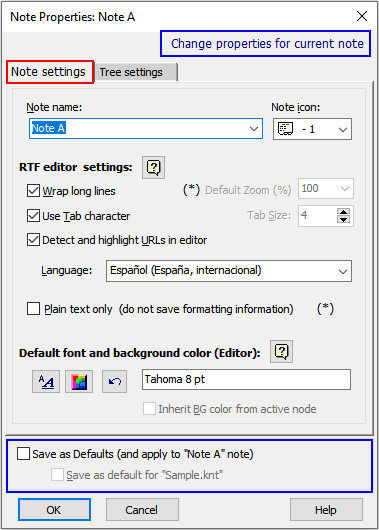 Note Properties: Note A
Change properties for current note
Note settings Tree settings
Note name: Note icon:
Note A - 1
RTF editor settings: ?
Wrap long lines (*) Default Zoom (%) 100
Use Tab character Tab Size: 4
Detect and highlight URLs in editor
Language: Español (España, internacional)
Plain text only (do not save formatting information) (*)
Default font and background color (Editor): ?
AA Tahoma 8 pt
Inherit BG color from active node
Save as Defaults (and apply to "Note A" note)
Save as default for "Sample.knt"
OK Cancel Help